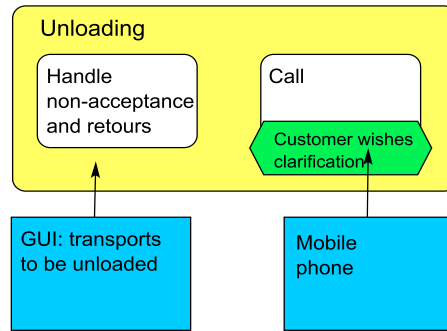 Unloading
Handle
non-acceptance
and retours
Call
Customer wishes
clarification
GUI: transports
to be unloaded
Mobile
phone